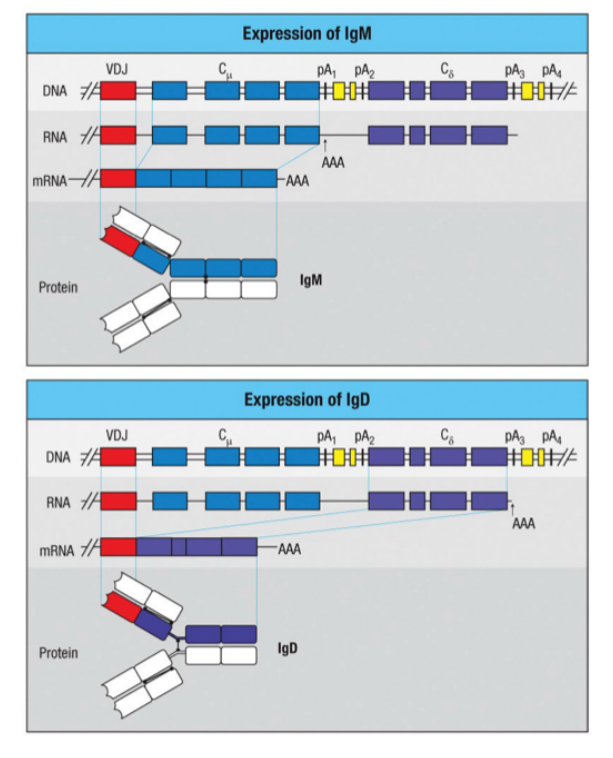 Expression of IgM
VDJ Cμ pA1 pA2 Cδ pA3 pA4
DNA
RNA
AAA
mRNA AAA
Protein IgM
Expression of IgD
VDJ Cμ pA1 pA2 Cδ pA3 pA4
DNA
RNA
AAA
mRNA AAA
Protein IgD